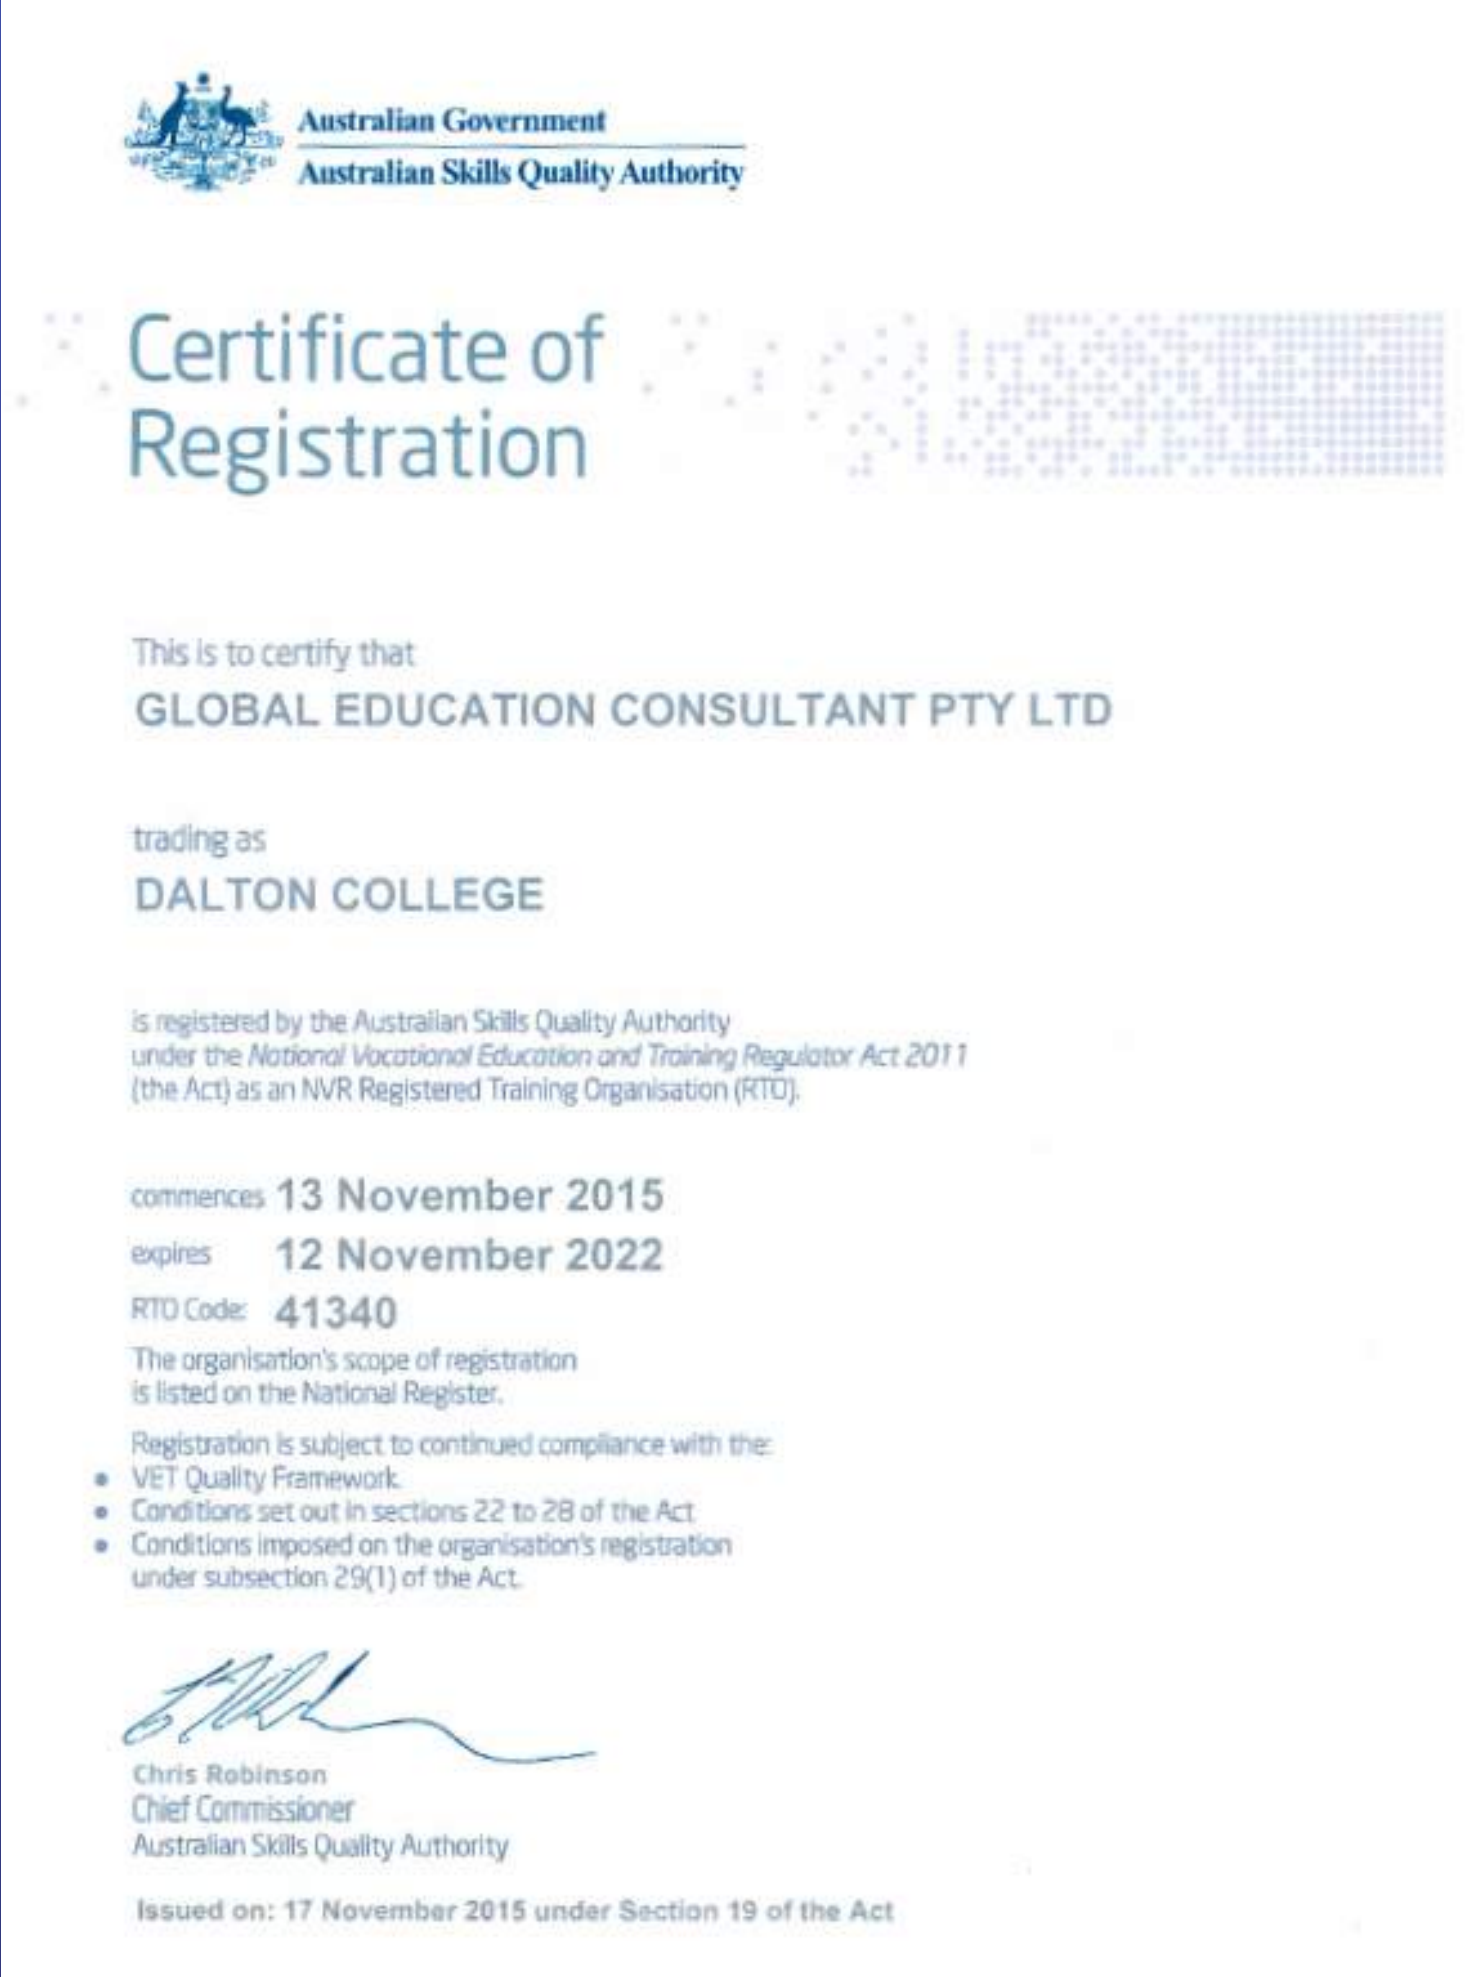 Australian Government
Australian Skills Quality Authority
Certificate of
Registration
This is to certify that
GLOBAL EDUCATION CONSULTANT PTY LTD
trading as
DALTON COLLEGE
is registered by the Australian Skills Quality Authority
under the National Vocational Education and Training Regulator Act 2011
(the Act) as an NVR Registered Training Organisation (RTO).
commences 13 November 2015
expires 12 November 2022
RTO Code: 41340
The organisation's scope of registration
is listed on the National Register.
Registration is subject to continued compliance with the:
• VET Quality Framework.
• Conditions set out in sections 22 to 28 of the Act
• Conditions imposed on the organisation's registration
under subsection 29(1) of the Act.
Chris Robinson
Chief Commissioner
Australian Skills Quality Authority
Issued on: 17 November 2015 under Section 19 of the Act